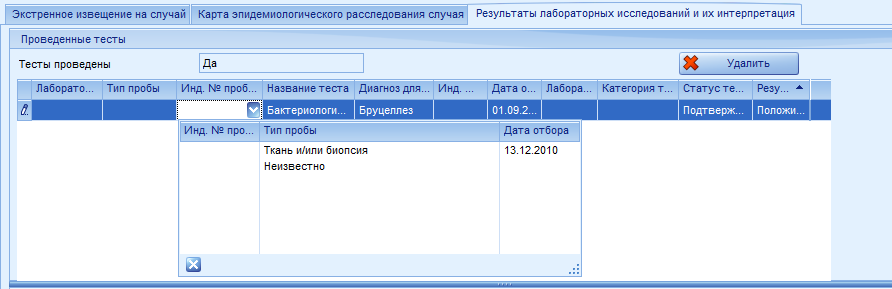 Экстренное извещение на случай Карта эпидемиологического расследования случая Результаты лабораторных исследований и их интерпретация
Проведенные тесты
Тесты проведены Да Удалить
Лаборато... Тип пробы Инд. № проб... Название теста Диагноз для... Инд. ... Дата о... Лабора... Категория т... Статус те... Резу...
Бактериологи... Бруцеллез 01.09.2... Подтверж... Положи...
Инд. № про... Тип пробы Дата отбора
Ткань и/или биопсия 13.12.2010
Неизвестно